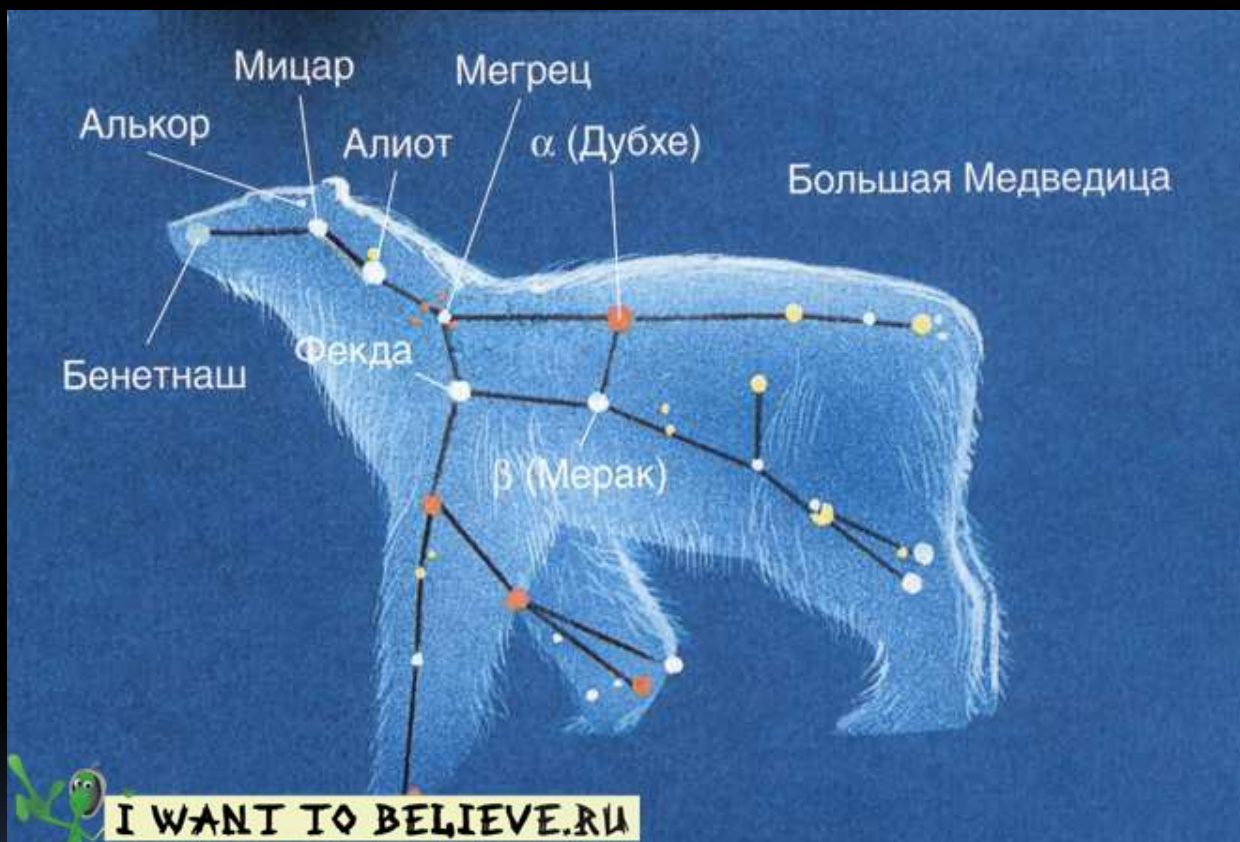 Мицар
Мегрец
Алькор
Алиот
α (Дубхе)
Большая Медведица
Фекда
Бенетнаш
β (Мерак)
I WANT TO BELIEVE.RU